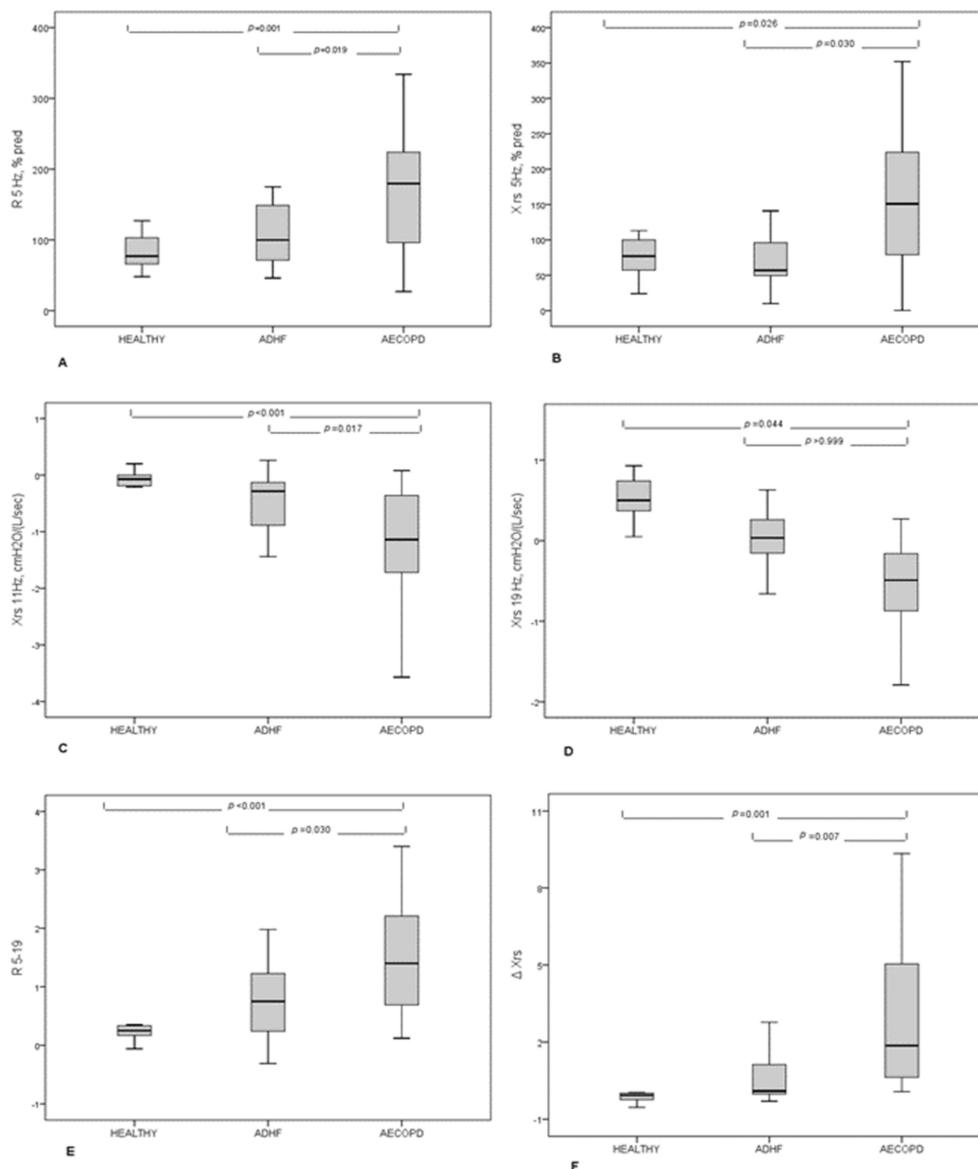 400
p=0.001
p=0.019
300
200
100
0
R 5 Hz, % pred
HEALTHY ADHF AECOPD
A
400
p=0.026
p=0.030
350
300
250
200
150
100
50
0
X rs 5Hz, % pred
HEALTHY ADHF AECOPD
B
1
p<0.001
p=0.017
0
-1
-2
-3
-4
Xrs 11Hz, cmH2O/(L/sec)
HEALTHY ADHF AECOPD
C
p=0.044
p>0.999
1
0
-1
-2
Xrs 19 Hz, cmH2O/(L/sec)
HEALTHY ADHF AECOPD
D
4
p<0.001
p=0.030
3
2
1
0
-1
R 5-19
HEALTHY ADHF AECOPD
E
11
p=0.001
p=0.007
8
5
2
-1
Δ Xrs
HEALTHY ADHF AECOPD
F